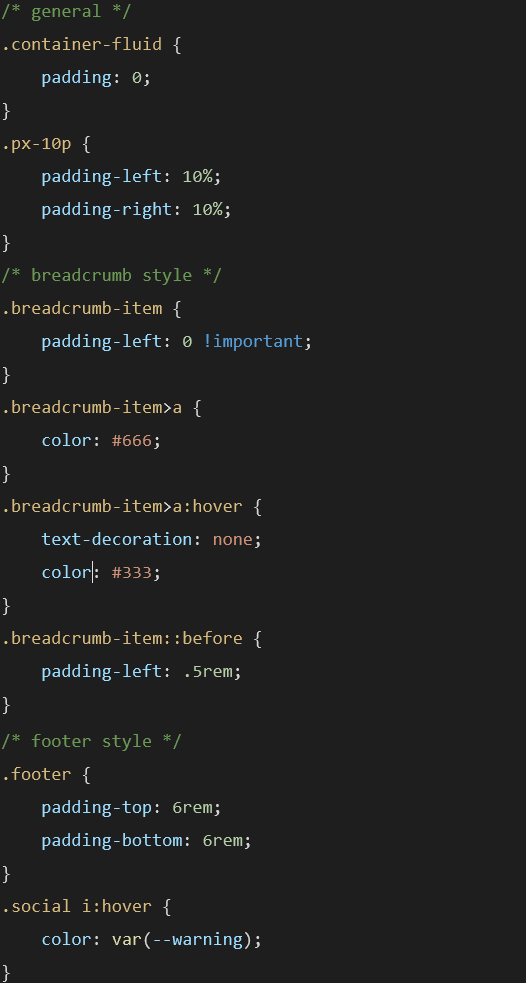 /* general */
.container-fluid {
    padding: 0;
}
.px-10p {
    padding-left: 10%;
    padding-right: 10%;
}
/* breadcrumb style */
.breadcrumb-item {
    padding-left: 0 !important;
}
.breadcrumb-item>a {
    color: #666;
}
.breadcrumb-item>a:hover {
    text-decoration: none;
    color: #333;
}
.breadcrumb-item::before {
    padding-left: .5rem;
}
/* footer style */
.footer {
    padding-top: 6rem;
    padding-bottom: 6rem;
}
.social i:hover {
    color: var(--warning);
}